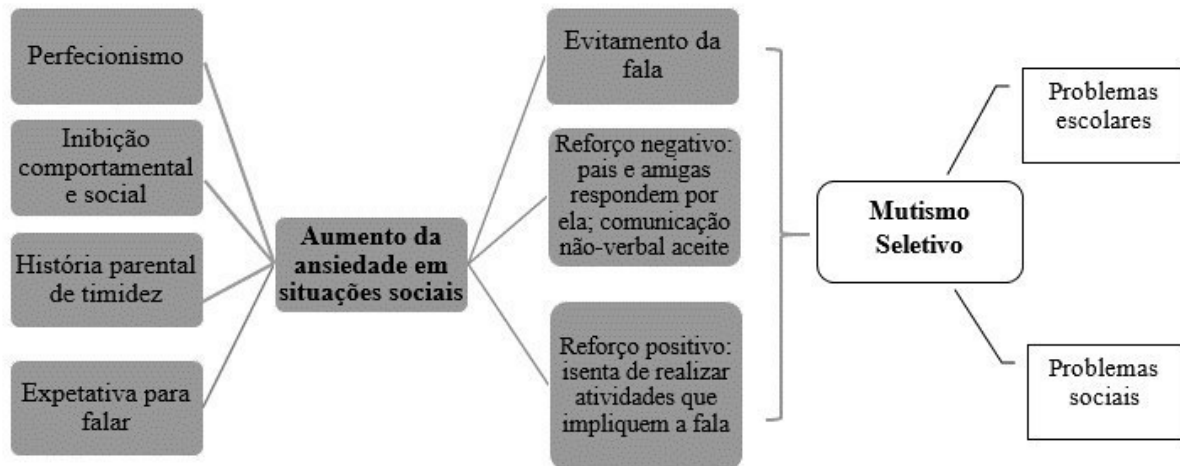 Perfecionismo
Inibição
comportamental
e social
História parental
de timidez
Expetativa para
falar
Aumento da
ansiedade em
situações sociais
Evitamento da
fala
Reforço negativo:
pais e amigas
respondem por
ela; comunicação
não-verbal aceite
Reforço positivo:
isenta de realizar
atividades que
impliquem a fala
Mutismo
Seletivo
Problemas
escolares
Problemas
sociais